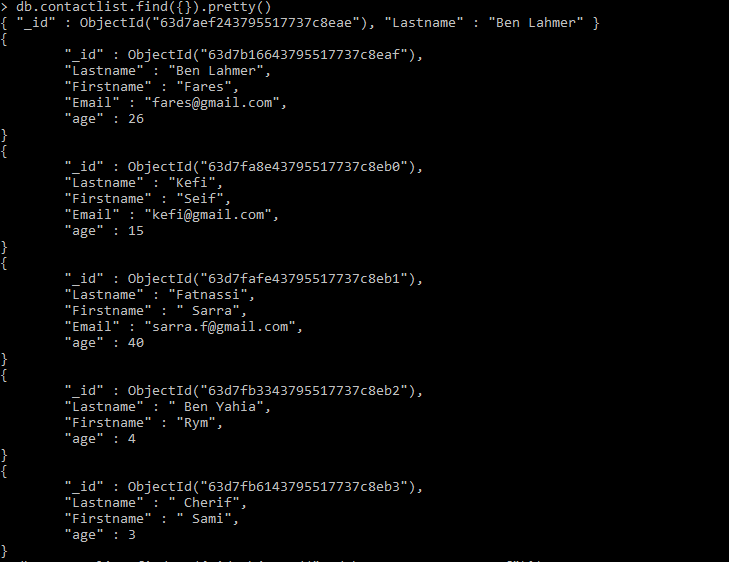 > db.contactlist.find({}).pretty()
{ "_id" : ObjectId("63d7aef243795517737c8eae"), "Lastname" : "Ben Lahmer" }
{
"_id" : ObjectId("63d7b16643795517737c8eaf"),
"Lastname" : "Ben Lahmer",
"Firstname" : "Fares",
"Email" : "fares@gmail.com",
"age" : 26
}
{
"_id" : ObjectId("63d7fa8e43795517737c8eb0"),
"Lastname" : "Kefi",
"Firstname" : "Seif",
"Email" : "kefi@gmail.com",
"age" : 15
}
{
"_id" : ObjectId("63d7fafe43795517737c8eb1"),
"Lastname" : "Fatnassi",
"Firstname" : " Sarra",
"Email" : "sarra.f@gmail.com",
"age" : 40
}
{
"_id" : ObjectId("63d7fb3343795517737c8eb2"),
"Lastname" : " Ben Yahia",
"Firstname" : "Rym",
"age" : 4
}
{
"_id" : ObjectId("63d7fb6143795517737c8eb3"),
"Lastname" : " Cherif",
"Firstname" : " Sami",
"age" : 3
}